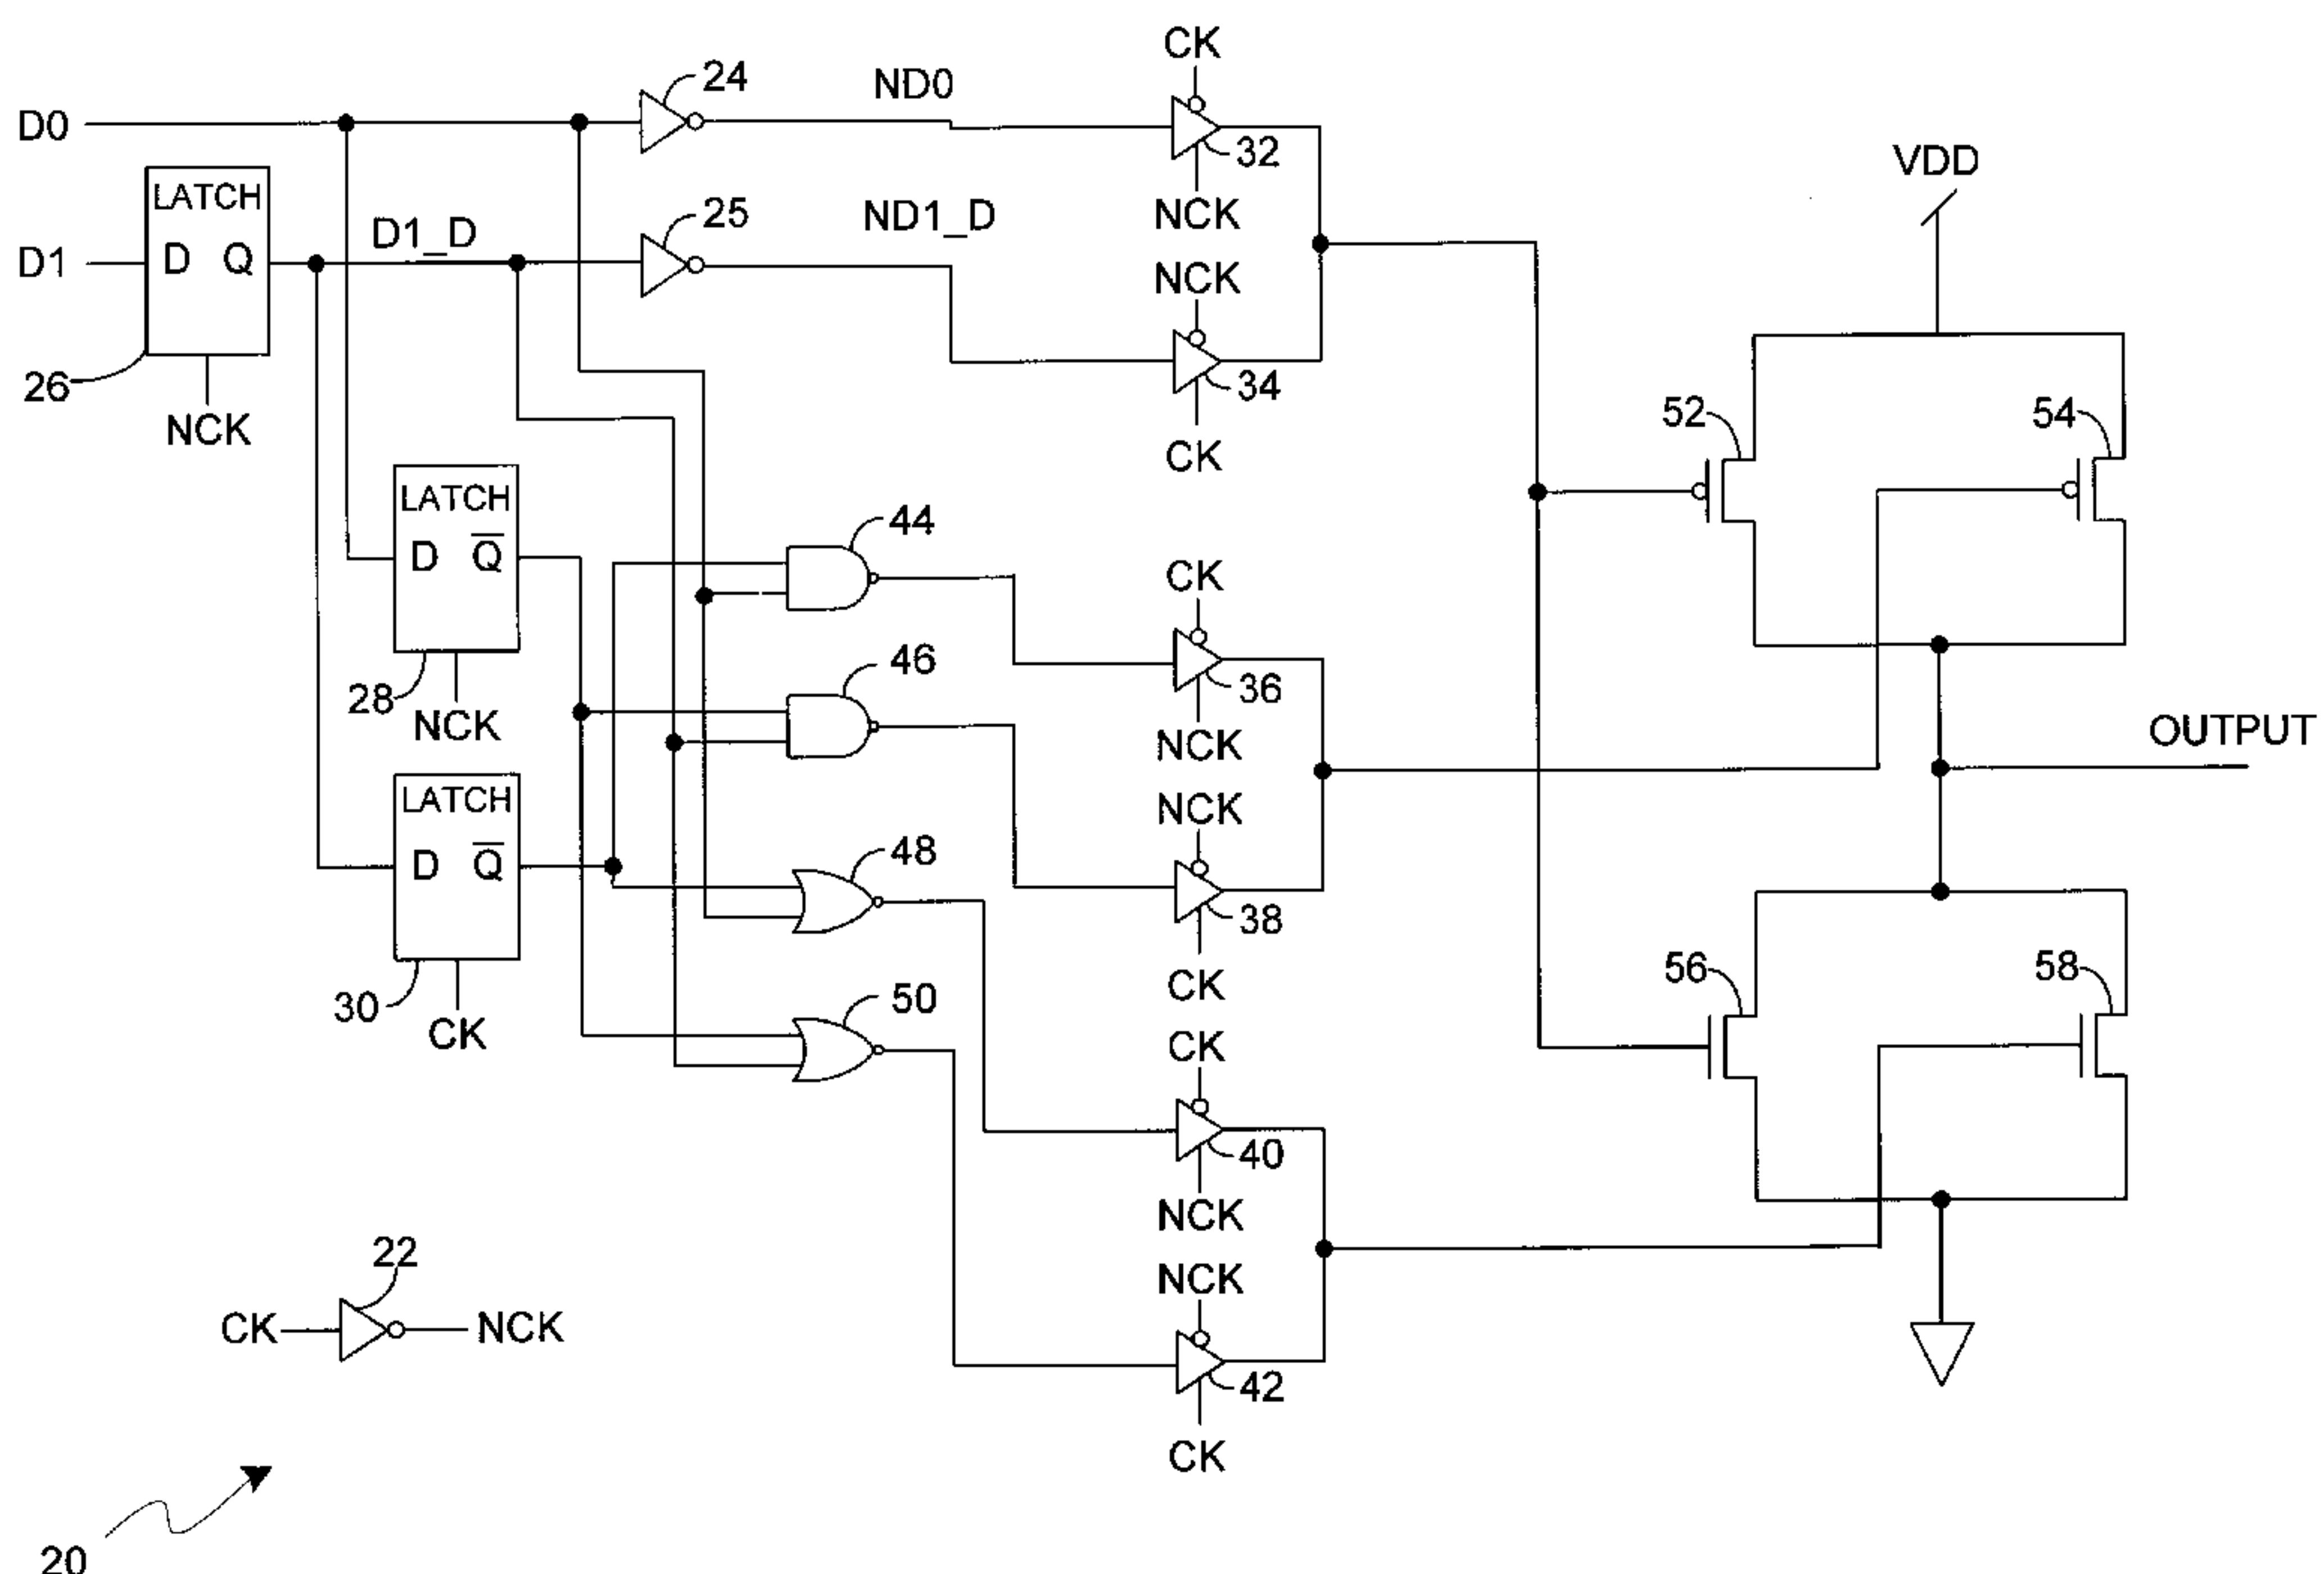 CK
24
ND0
D0
32
VDD
LATCH
NCK
25
ND1_D
D1_D
D1
D Q
NCK
34
26
52
54
NCK
CK
LATCH
44
D Q̅
CK
46
28
36
NCK
NCK
OUTPUT
LATCH
NCK
48
D Q̅
38
56
58
CK
50
30
CK
CK
40
NCK
22
NCK
CK
NCK
42
CK
20